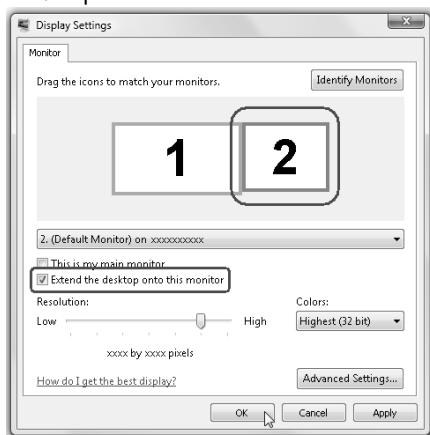 Display Settings
Monitor
Drag the icons to match your monitors.
Identify Monitors
1
2
2. (Default Monitor) on xxxxxxxxxx
This is my main monitor
Extend the desktop onto this monitor
Resolution:
Colors:
Low
High
Highest (32 bit)
xxxx by xxxx pixels
How do I get the best display?
Advanced Settings...
OK
Cancel
Apply